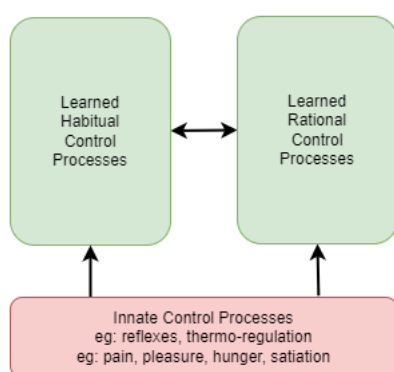 Learned
Habitual
Control
Processes
Learned
Rational
Control
Processes
Innate Control Processes
eg: reflexes, thermo-regulation
eg: pain, pleasure, hunger, satiation